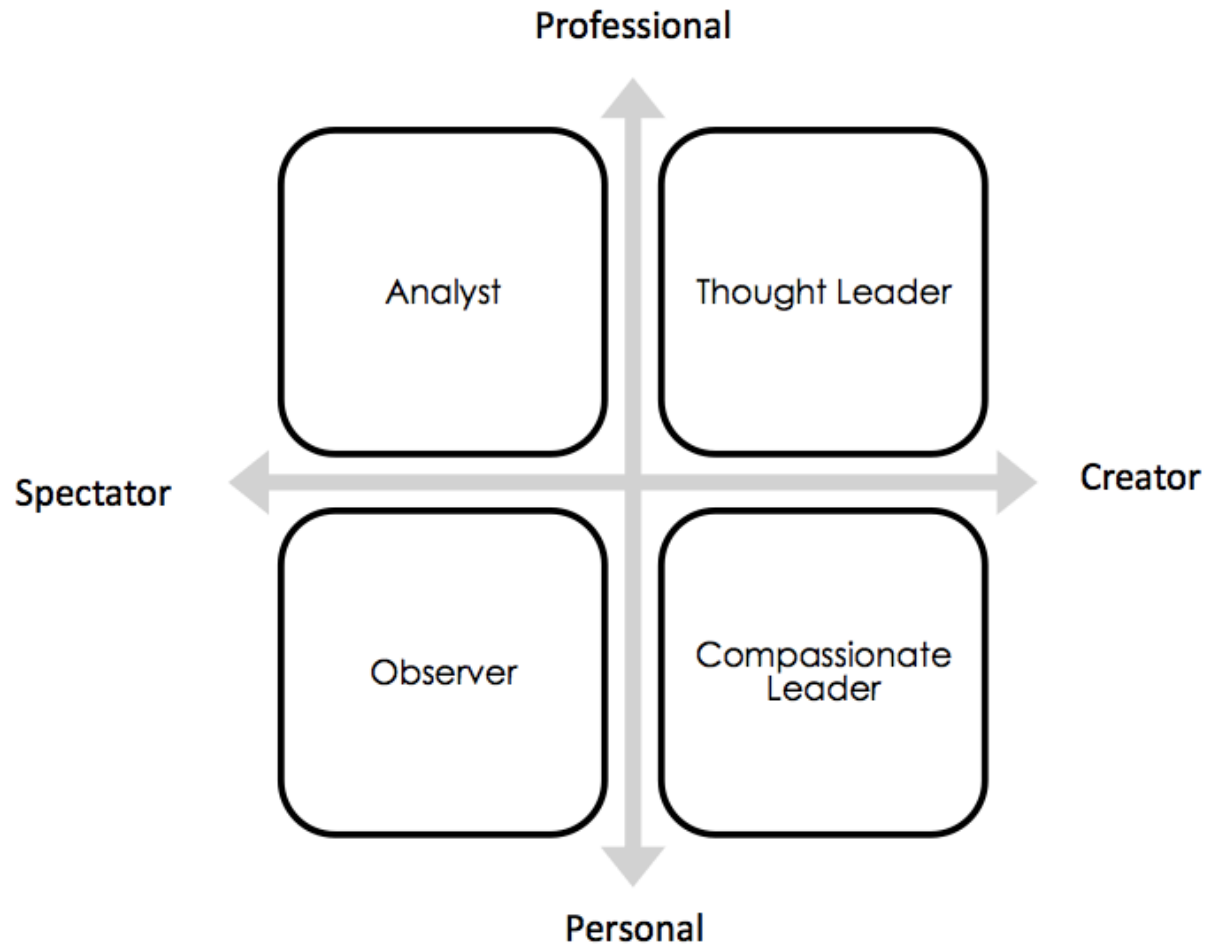 Professional
Analyst
Thought Leader
Spectator
Creator
Observer
Compassionate
Leader
Personal